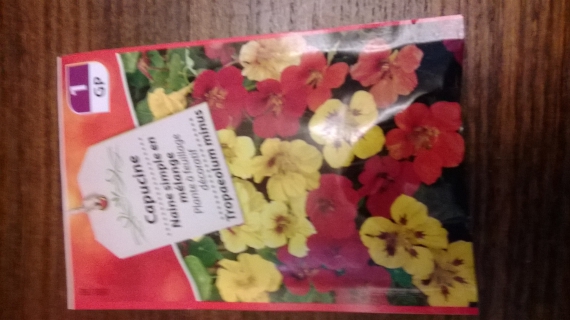 1
GP
Capucine
Naine simple en
mélange
Plante à feuillage
décoratif
Tropaeolum minus